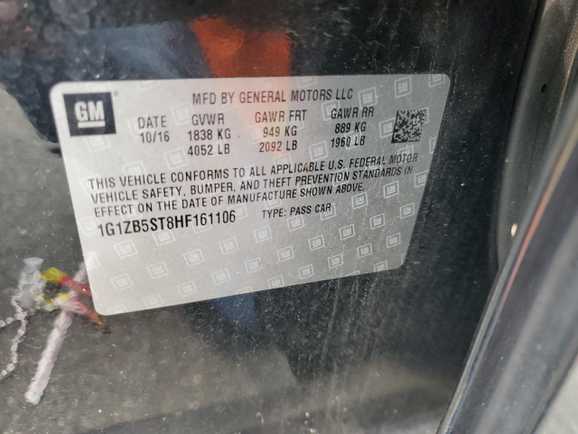 GM
MFD BY GENERAL MOTORS LLC
DATE GVWR GAWR FRT GAWR RR
10/16 1838 KG 949 KG 889 KG
4052 LB 2092 LB 1960 LB
THIS VEHICLE CONFORMS TO ALL APPLICABLE U.S. FEDERAL MOTOR
VEHICLE SAFETY, BUMPER, AND THEFT PREVENTION STANDARDS IN
EFFECT ON THE DATE OF MANUFACTURE SHOWN ABOVE.
1G1ZB5ST8HF161106 TYPE: PASS CAR